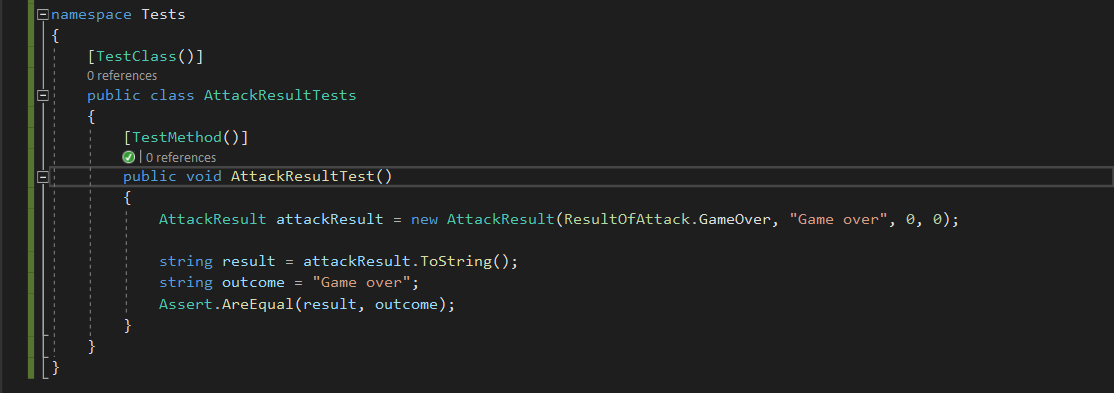 namespace Tests
{
[TestClass()]
0 references
public class AttackResultTests
{
[TestMethod()]
| 0 references
public void AttackResultTest()
{
AttackResult attackResult = new AttackResult(ResultOfAttack.GameOver, "Game over", 0, 0);
string result = attackResult.ToString();
string outcome = "Game over";
Assert.AreEqual(result, outcome);
}
}
}